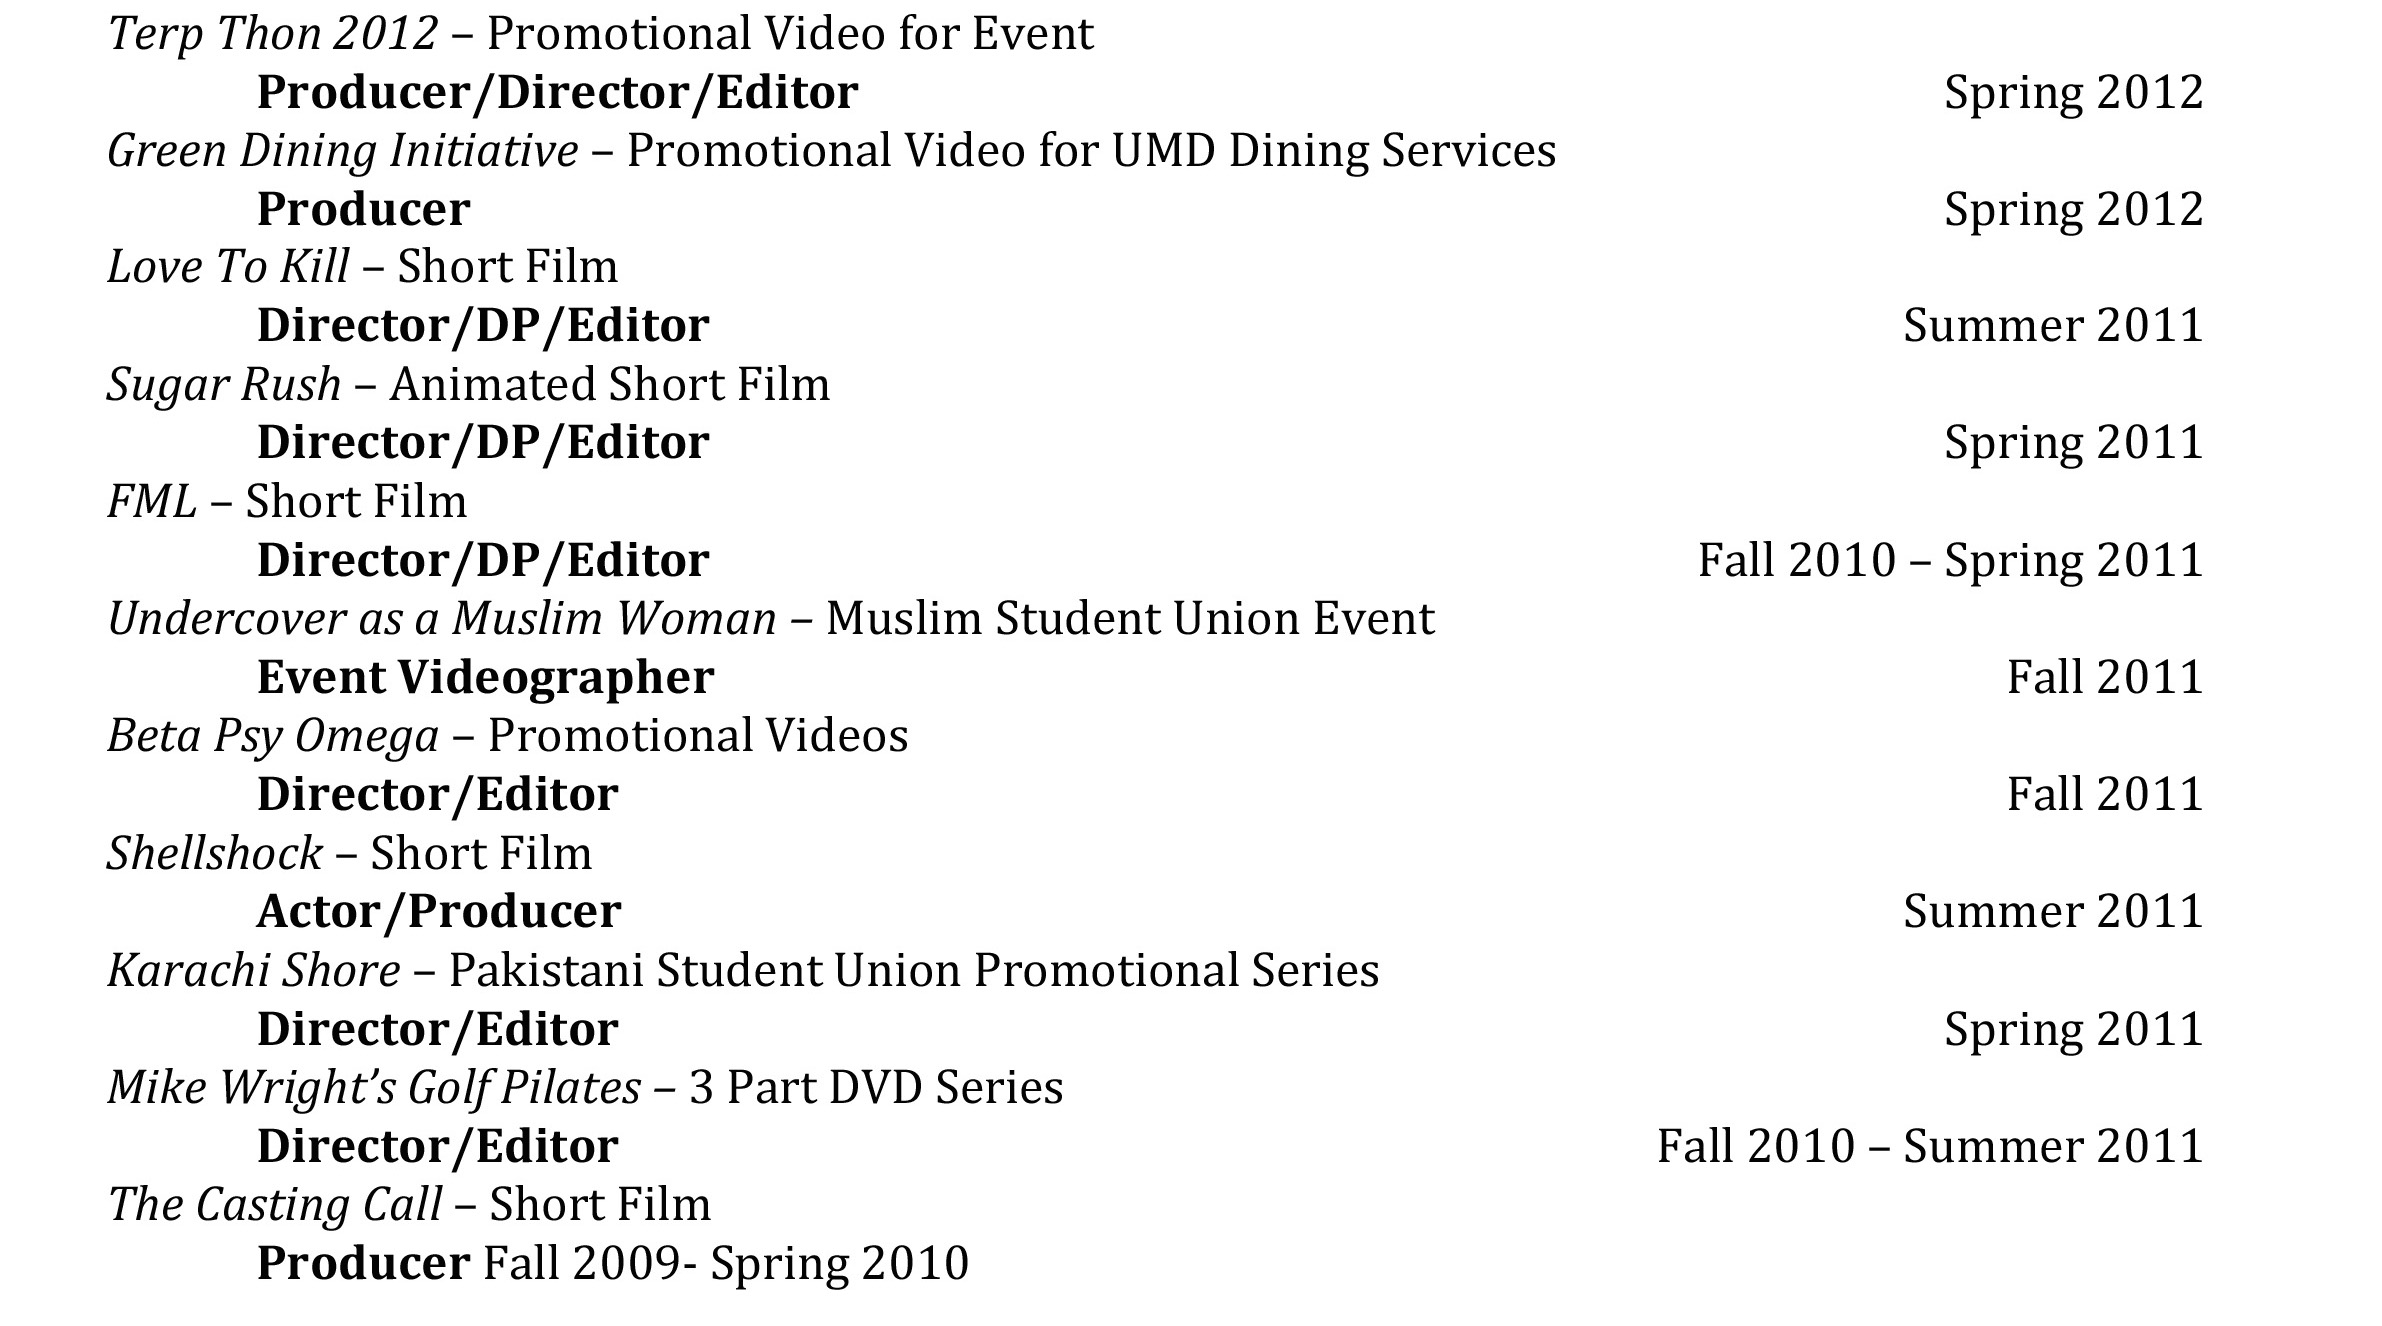 Terp Thon 2012 – Promotional Video for Event
Producer/Director/Editor Spring 2012
Green Dining Initiative – Promotional Video for UMD Dining Services
Producer Spring 2012
Love To Kill – Short Film
Director/DP/Editor Summer 2011
Sugar Rush – Animated Short Film
Director/DP/Editor Spring 2011
FML – Short Film
Director/DP/Editor Fall 2010 – Spring 2011
Undercover as a Muslim Woman – Muslim Student Union Event
Event Videographer Fall 2011
Beta Psy Omega – Promotional Videos
Director/Editor Fall 2011
Shellshock – Short Film
Actor/Producer Summer 2011
Karachi Shore – Pakistani Student Union Promotional Series
Director/Editor Spring 2011
Mike Wright’s Golf Pilates – 3 Part DVD Series
Director/Editor Fall 2010 – Summer 2011
The Casting Call – Short Film
Producer Fall 2009- Spring 2010